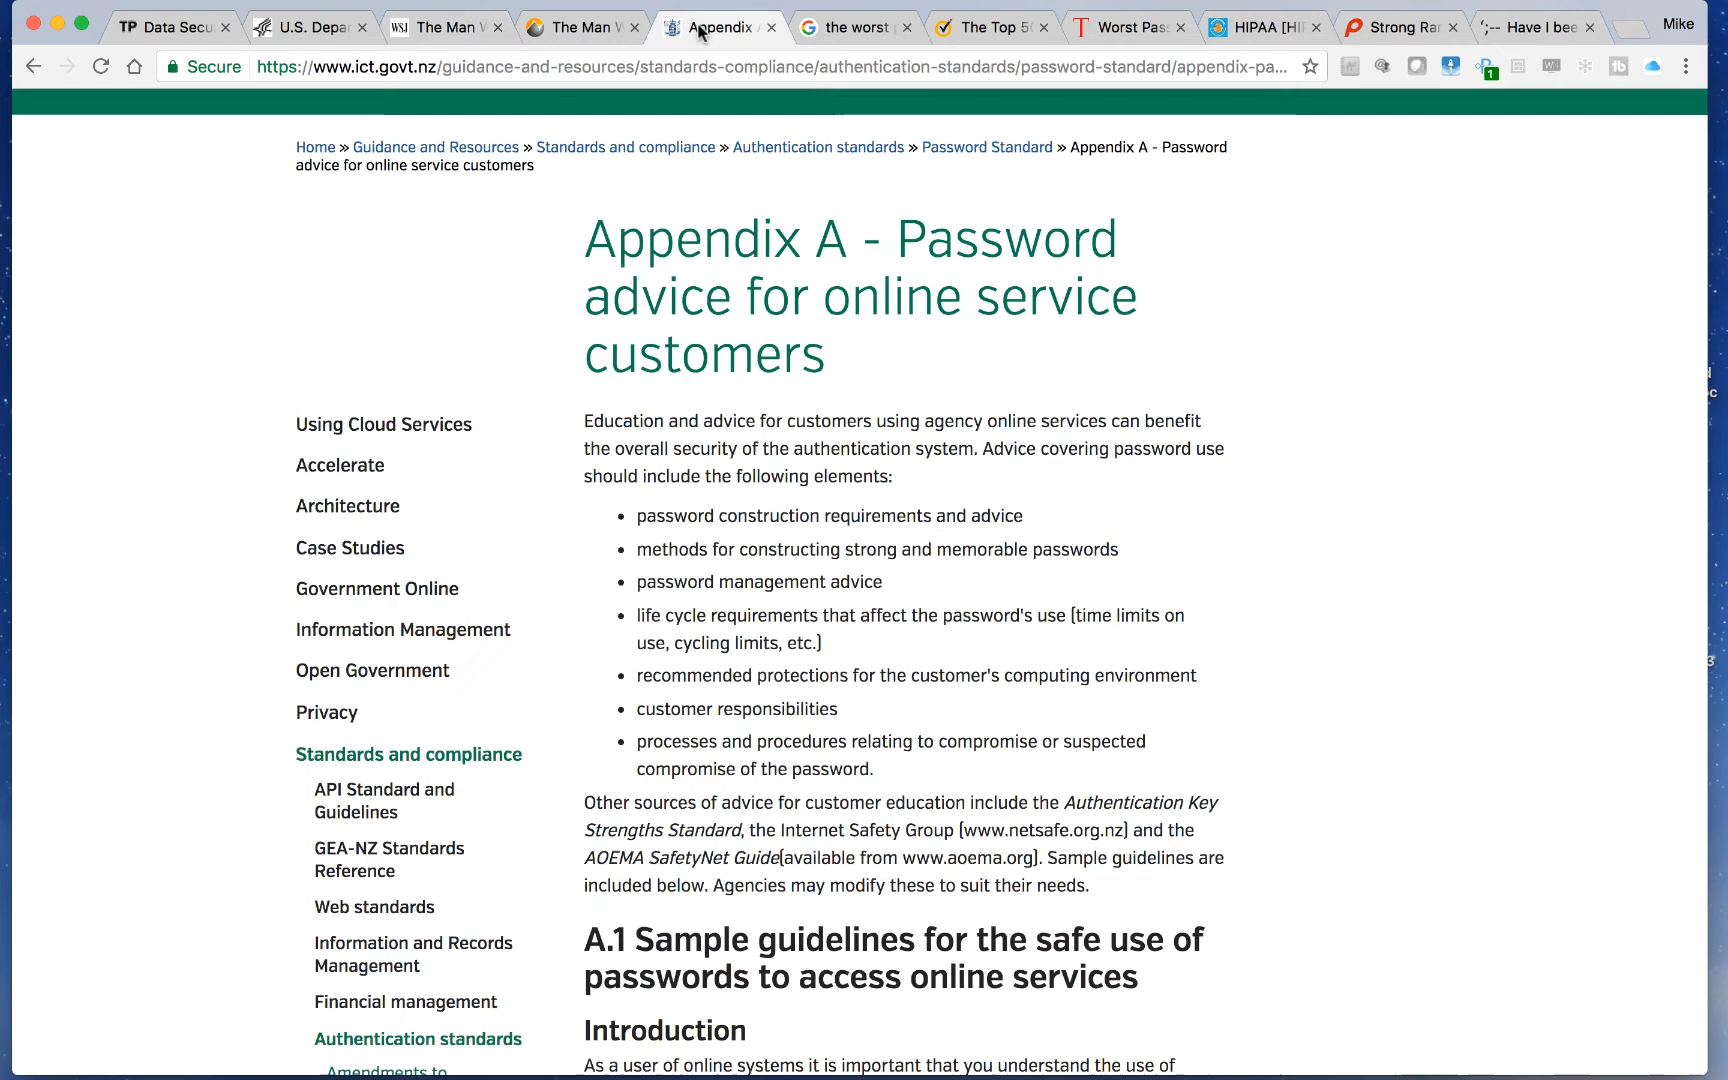 TP Data Secu
U.S. Depar
WSJ The Man W
The Man W
Appendix A
the worst p
The Top 50
T Worst Pass
HIPAA [HI
Strong Ran
';-- Have I bee
Mike
Secure https://www.ict.govt.nz/guidance-and-resources/standards-compliance/authentication-standards/password-standard/appendix-pa...
1
Home » Guidance and Resources » Standards and compliance » Authentication standards » Password Standard » Appendix A - Password
advice for online service customers
Appendix A - Password
advice for online service
customers
Using Cloud Services
Accelerate
Architecture
Case Studies
Government Online
Information Management
Open Government
Privacy
Standards and compliance
API Standard and
Guidelines
GEA-NZ Standards
Reference
Web standards
Information and Records
Management
Financial management
Authentication standards
Amendments to
Education and advice for customers using agency online services can benefit
the overall security of the authentication system. Advice covering password use
should include the following elements:
• password construction requirements and advice
• methods for constructing strong and memorable passwords
• password management advice
• life cycle requirements that affect the password's use (time limits on
use, cycling limits, etc.)
• recommended protections for the customer's computing environment
• customer responsibilities
• processes and procedures relating to compromise or suspected
compromise of the password.
Other sources of advice for customer education include the Authentication Key
Strengths Standard, the Internet Safety Group (www.netsafe.org.nz) and the
AOEMA SafetyNet Guide(available from www.aoema.org). Sample guidelines are
included below. Agencies may modify these to suit their needs.
A.1 Sample guidelines for the safe use of
passwords to access online services
Introduction
As a user of online systems it is important that you understand the use of